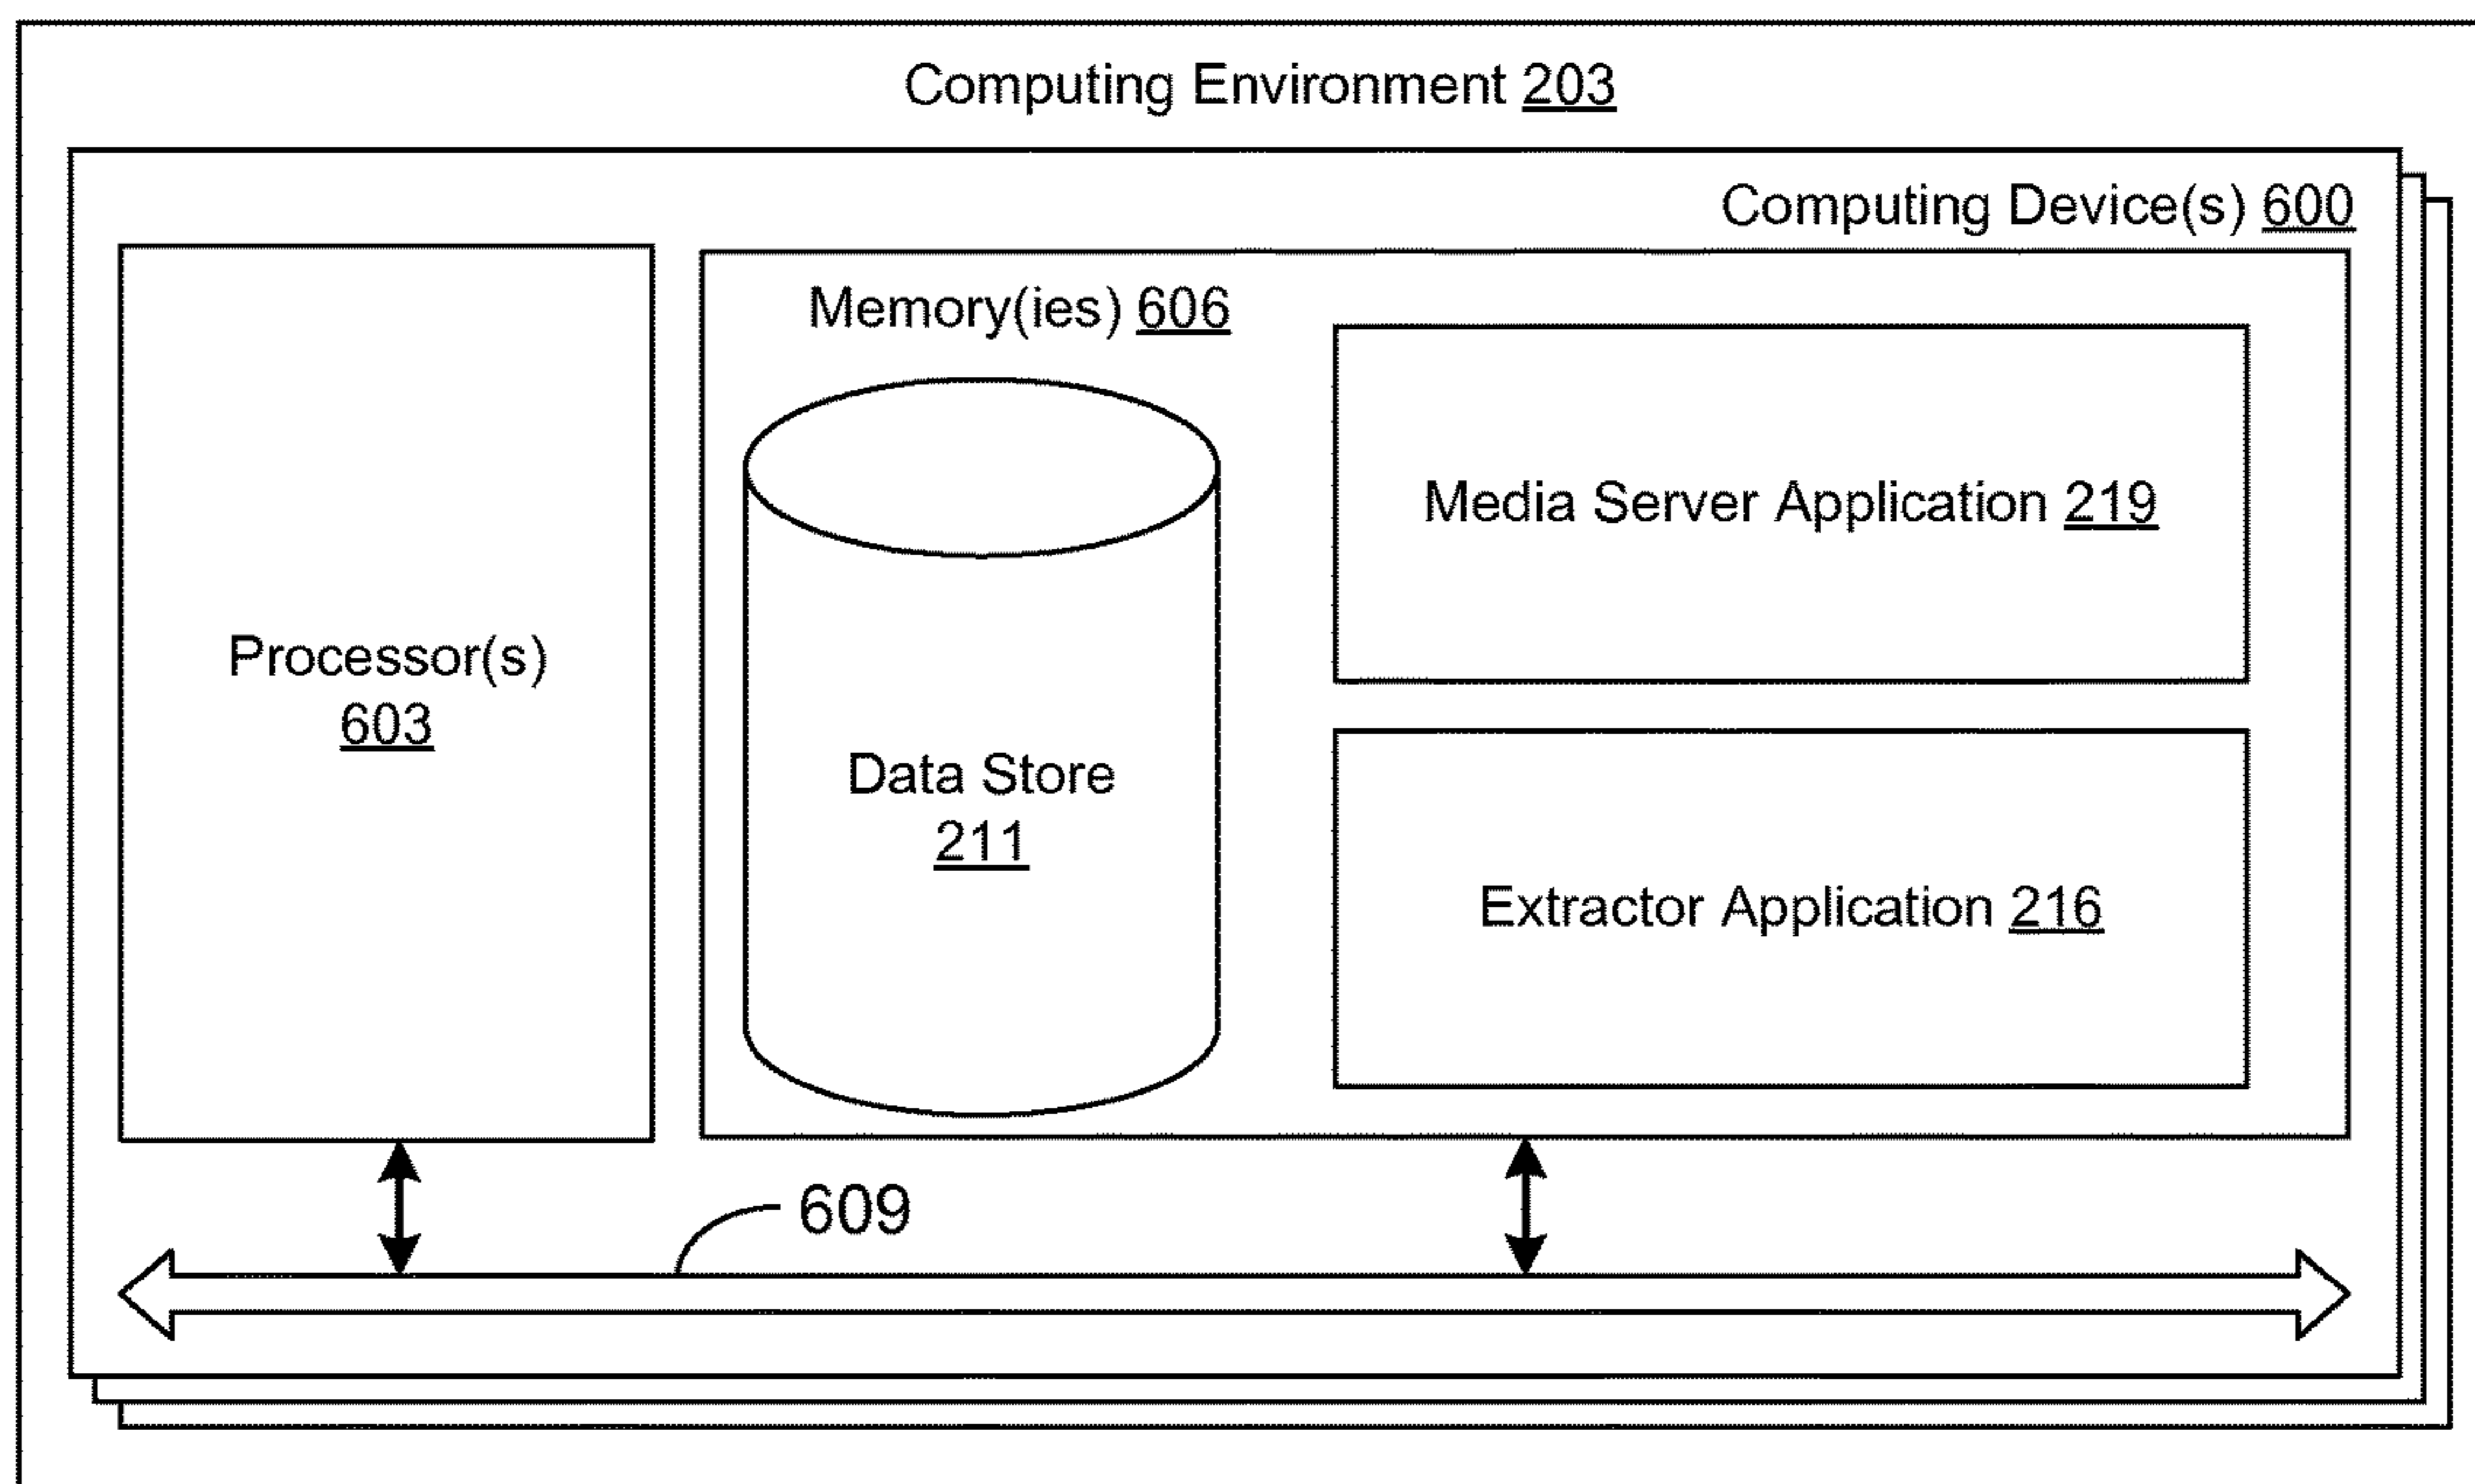 Computing Environment 203
Computing Device(s) 600
Memory(ies) 606
Media Server Application 219
Processor(s)
603
Data Store
211
Extractor Application 216
609